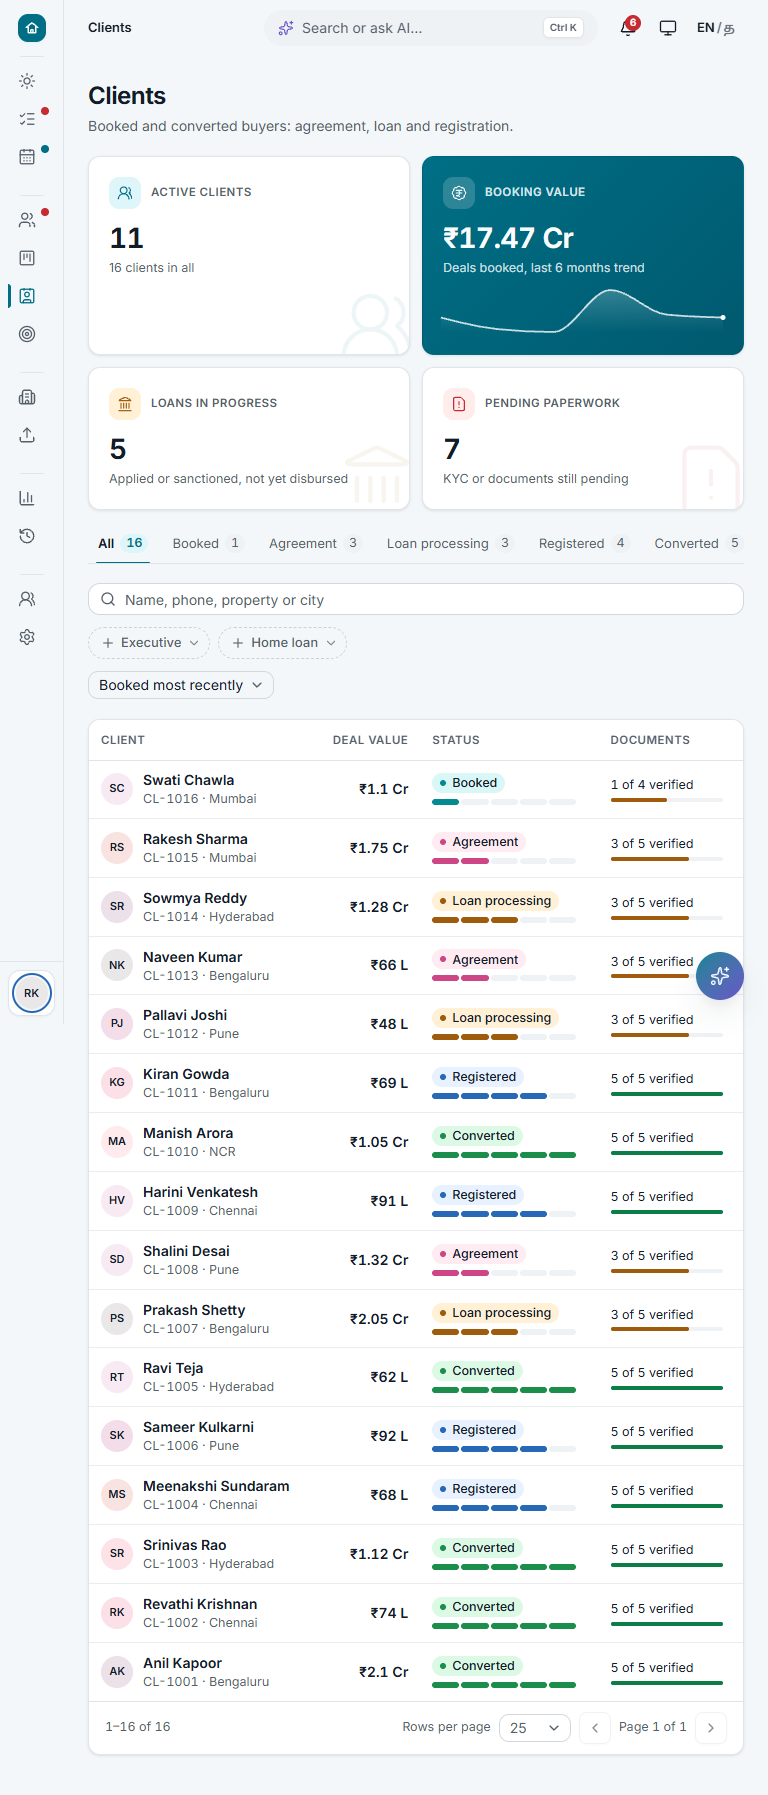 Clients
Search or ask AI...
Ctrl K
6
EN / த
Clients
Booked and converted buyers: agreement, loan and registration.
ACTIVE CLIENTS
11
16 clients in all
BOOKING VALUE
₹17.47 Cr
Deals booked, last 6 months trend
LOANS IN PROGRESS
5
Applied or sanctioned, not yet disbursed
PENDING PAPERWORK
7
KYC or documents still pending
All 16 Booked 1 Agreement 3 Loan processing 3 Registered 4 Converted 5
Name, phone, property or city
Executive Home loan
Booked most recently
CLIENT DEAL VALUE STATUS DOCUMENTS
SC Swati Chawla ₹1.1 Cr Booked 1 of 4 verified
CL-1016 · Mumbai
RS Rakesh Sharma ₹1.75 Cr Agreement 3 of 5 verified
CL-1015 · Mumbai
SR Sowmya Reddy ₹1.28 Cr Loan processing 3 of 5 verified
CL-1014 · Hyderabad
NK Naveen Kumar ₹66 L Agreement 3 of 5 verified
CL-1013 · Bengaluru
RK
PJ Pallavi Joshi ₹48 L Loan processing 3 of 5 verified
CL-1012 · Pune
KG Kiran Gowda ₹69 L Registered 5 of 5 verified
CL-1011 · Bengaluru
MA Manish Arora ₹1.05 Cr Converted 5 of 5 verified
CL-1010 · NCR
HV Harini Venkatesh ₹91 L Registered 5 of 5 verified
CL-1009 · Chennai
SD Shalini Desai ₹1.32 Cr Agreement 3 of 5 verified
CL-1008 · Pune
PS Prakash Shetty ₹2.05 Cr Loan processing 3 of 5 verified
CL-1007 · Bengaluru
RT Ravi Teja ₹62 L Converted 5 of 5 verified
CL-1005 · Hyderabad
SK Sameer Kulkarni ₹92 L Registered 5 of 5 verified
CL-1006 · Pune
MS Meenakshi Sundaram ₹68 L Registered 5 of 5 verified
CL-1004 · Chennai
SR Srinivas Rao ₹1.12 Cr Converted 5 of 5 verified
CL-1003 · Hyderabad
RK Revathi Krishnan ₹74 L Converted 5 of 5 verified
CL-1002 · Chennai
AK Anil Kapoor ₹2.1 Cr Converted 5 of 5 verified
CL-1001 · Bengaluru
1–16 of 16 Rows per page 25 Page 1 of 1